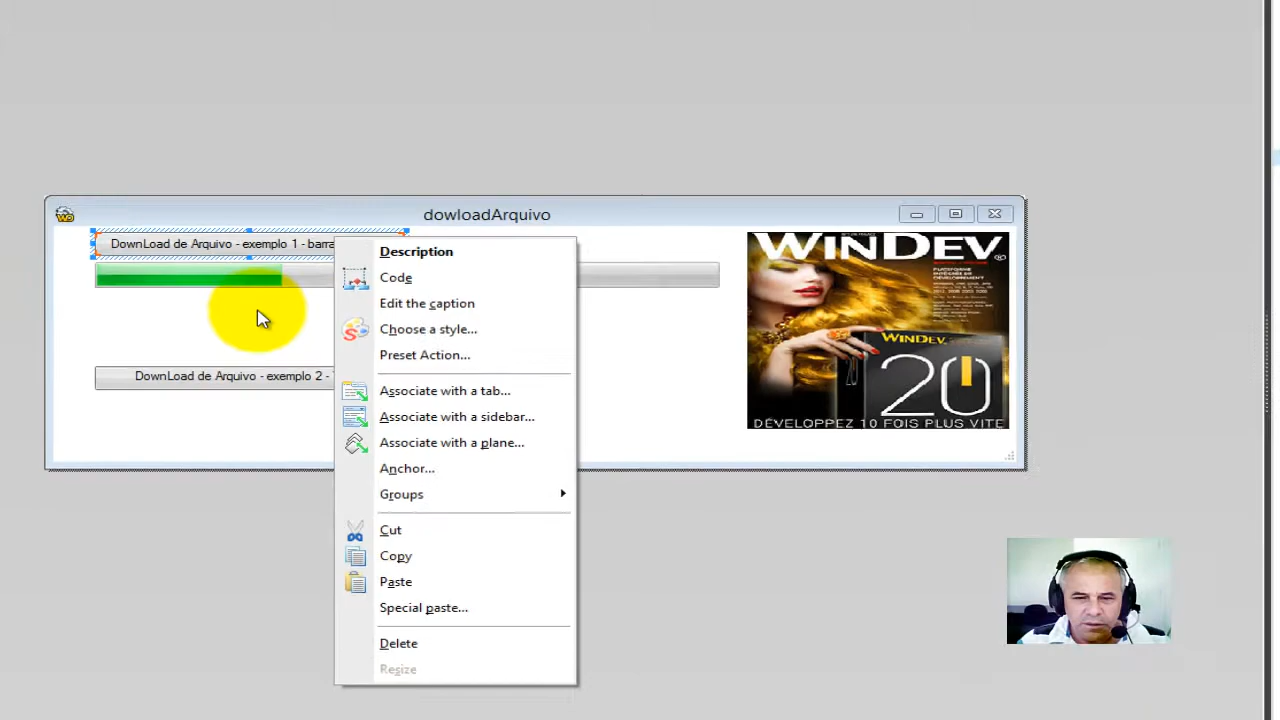 dowloadArquivo
DownLoad de Arquivo - exemplo 1 - barra
DownLoad de Arquivo - exemplo 2 -
Description
Code
Edit the caption
Choose a style...
Preset Action...
Associate with a tab...
Associate with a sidebar...
Associate with a plane...
Anchor...
Groups
Cut
Copy
Paste
Special paste...
Delete
Resize
WINDEV®
WINDEV
20
DÉVELOPPEZ 10 FOIS PLUS VITE